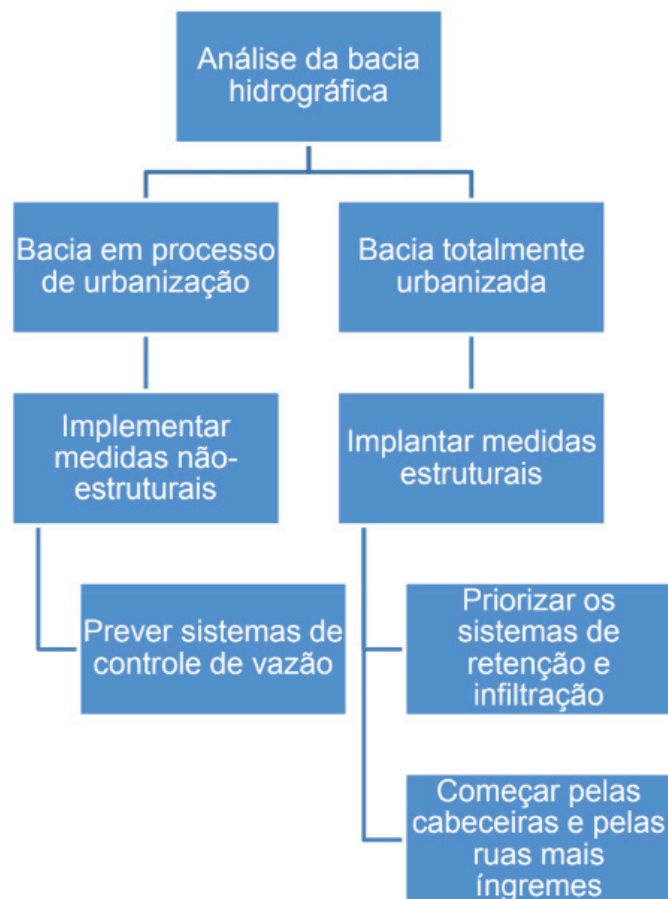 Análise da bacia
hidrográfica
Bacia em processo
de urbanização
Bacia totalmente
urbanizada
Implementar
medidas não-
estruturais
Implantar medidas
estruturais
Prever sistemas de
controle de vazão
Priorizar os
sistemas de
retenção e
infiltração
Começar pelas
cabeceiras e pelas
ruas mais
íngremes